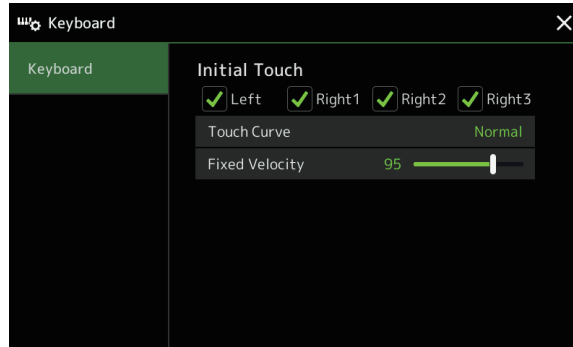 Keyboard
Keyboard
Initial Touch
Left Right1 Right2 Right3
Touch Curve Normal
Fixed Velocity 95